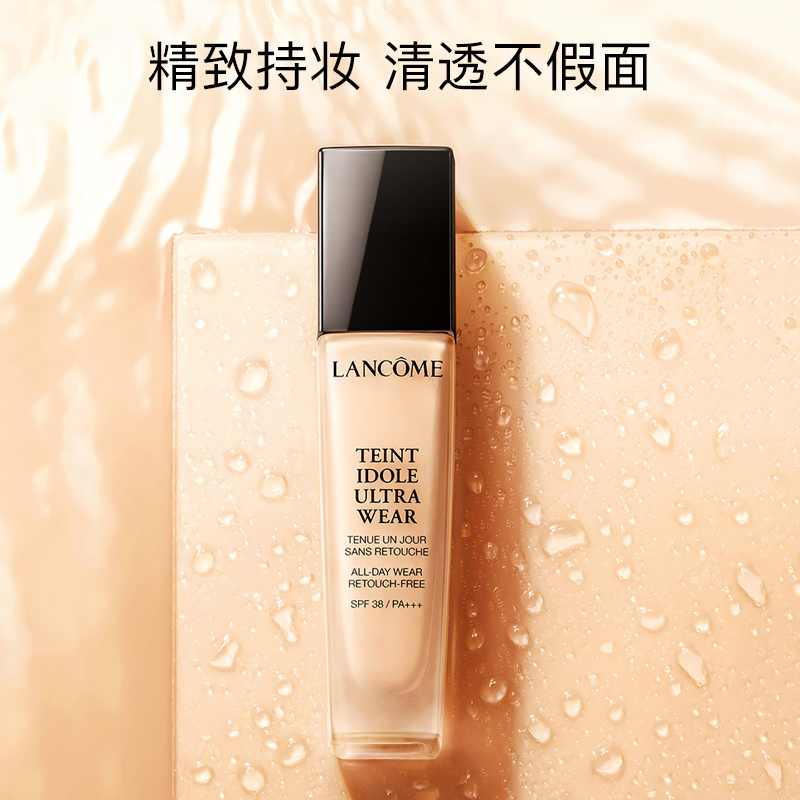 精致持妆 清透不假面
LANCÔME
TEINT
IDOLE
ULTRA
WEAR
TENUE UN JOUR
SANS RETOUCHE
ALL-DAY WEAR
RETOUCH-FREE
SPF 38 / PA+++